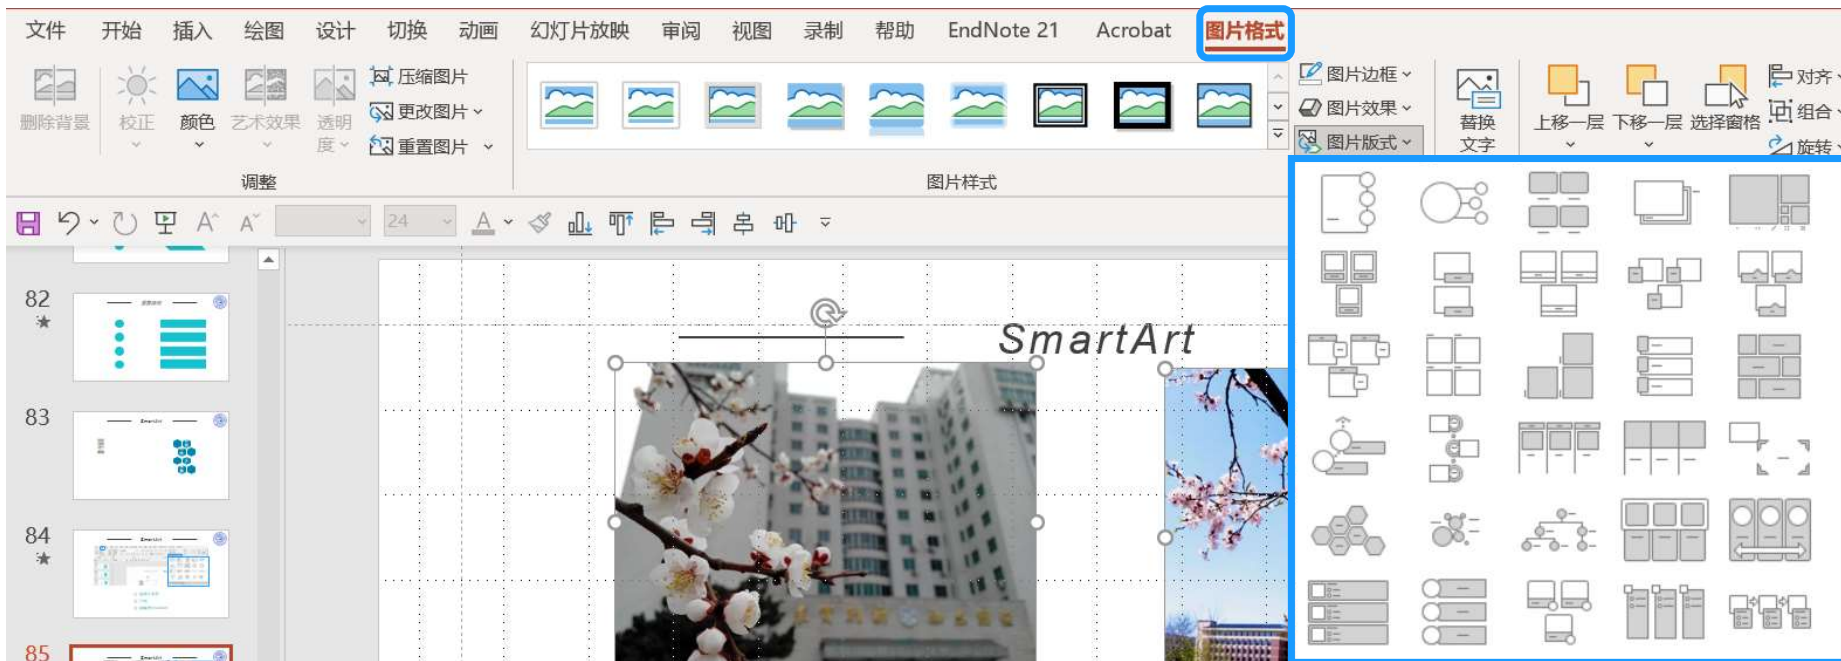 文件 开始 插入 绘图 设计 切换 动画 幻灯片放映 审阅 视图 录制 帮助 EndNote 21 Acrobat 图片格式
删除背景 校正 颜色 艺术效果 透明度
压缩图片
更改图片
重置图片
图片边框
图片效果
图片版式
替换文字
上移一层 下移一层 选择窗格
对齐
组合
旋转
调整 图片样式
24
SmartArt
82
83
84
85